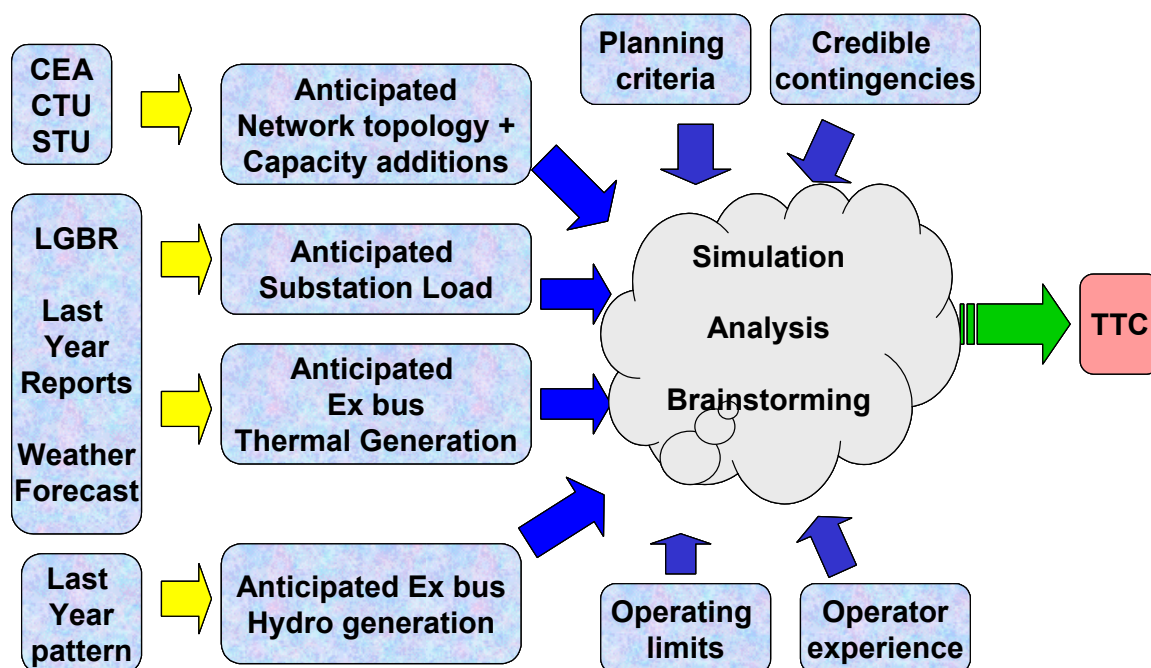 CEA
CTU
STU
Anticipated
Network topology +
Capacity additions
Planning
criteria
Credible
contingencies
LGBR
Last
Year
Reports
Weather
Forecast
Anticipated
Substation Load
Anticipated
Ex bus
Thermal Generation
Simulation
Analysis
Brainstorming
TTC
Last
Year
pattern
Anticipated Ex bus
Hydro generation
Operating
limits
Operator
experience